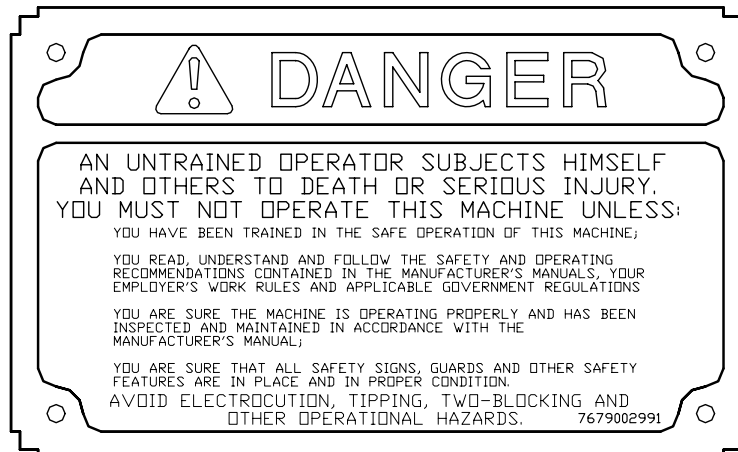 DANGER
AN UNTRAINED OPERATOR SUBJECTS HIMSELF
AND OTHERS TO DEATH OR SERIOUS INJURY.
YOU MUST NOT OPERATE THIS MACHINE UNLESS:
YOU HAVE BEEN TRAINED IN THE SAFE OPERATION OF THIS MACHINE;
YOU READ, UNDERSTAND AND FOLLOW THE SAFETY AND OPERATING
RECOMMENDATIONS CONTAINED IN THE MANUFACTURER'S MANUALS, YOUR
EMPLOYER'S WORK RULES AND APPLICABLE GOVERNMENT REGULATIONS
YOU ARE SURE THE MACHINE IS OPERATING PROPERLY AND HAS BEEN
INSPECTED AND MAINTAINED IN ACCORDANCE WITH THE
MANUFACTURER'S MANUAL;
YOU ARE SURE THAT ALL SAFETY SIGNS, GUARDS AND OTHER SAFETY
FEATURES ARE IN PLACE AND IN PROPER CONDITION.
AVOID ELECTROCUTION, TIPPING, TWO-BLOCKING AND
OTHER OPERATIONAL HAZARDS. 7679002991